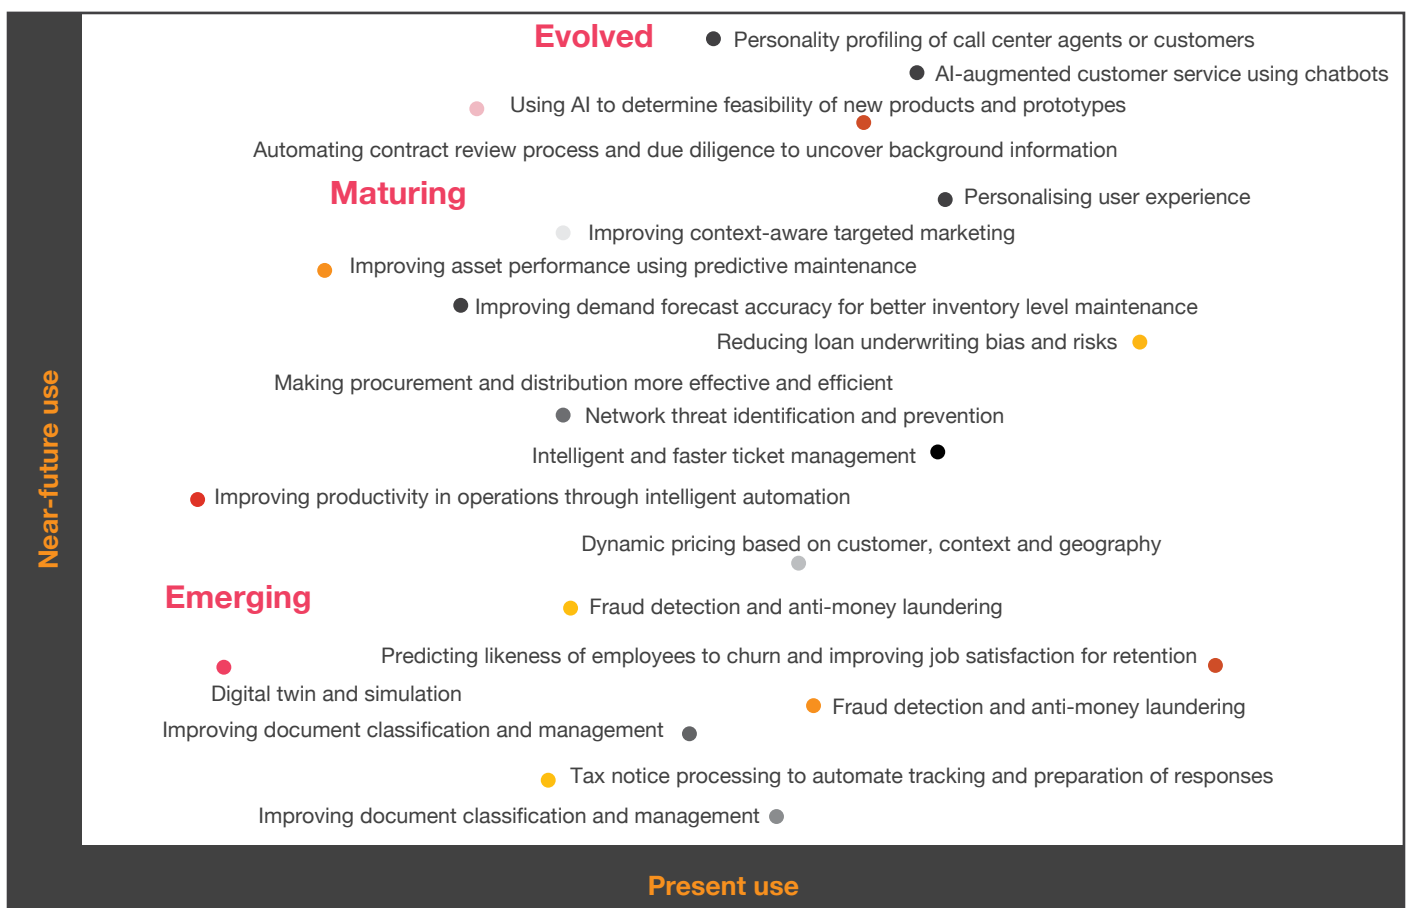 Evolved
Personality profiling of call center agents or customers
AI-augmented customer service using chatbots
Using AI to determine feasibility of new products and prototypes
Automating contract review process and due diligence to uncover background information
Maturing
Personalising user experience
Improving context-aware targeted marketing
Improving asset performance using predictive maintenance
Improving demand forecast accuracy for better inventory level maintenance
Reducing loan underwriting bias and risks
Making procurement and distribution more effective and efficient
Network threat identification and prevention
Intelligent and faster ticket management
Improving productivity in operations through intelligent automation
Dynamic pricing based on customer, context and geography
Emerging
Fraud detection and anti-money laundering
Predicting likeness of employees to churn and improving job satisfaction for retention
Digital twin and simulation
Fraud detection and anti-money laundering
Improving document classification and management
Tax notice processing to automate tracking and preparation of responses
Improving document classification and management
Near-future use
Present use